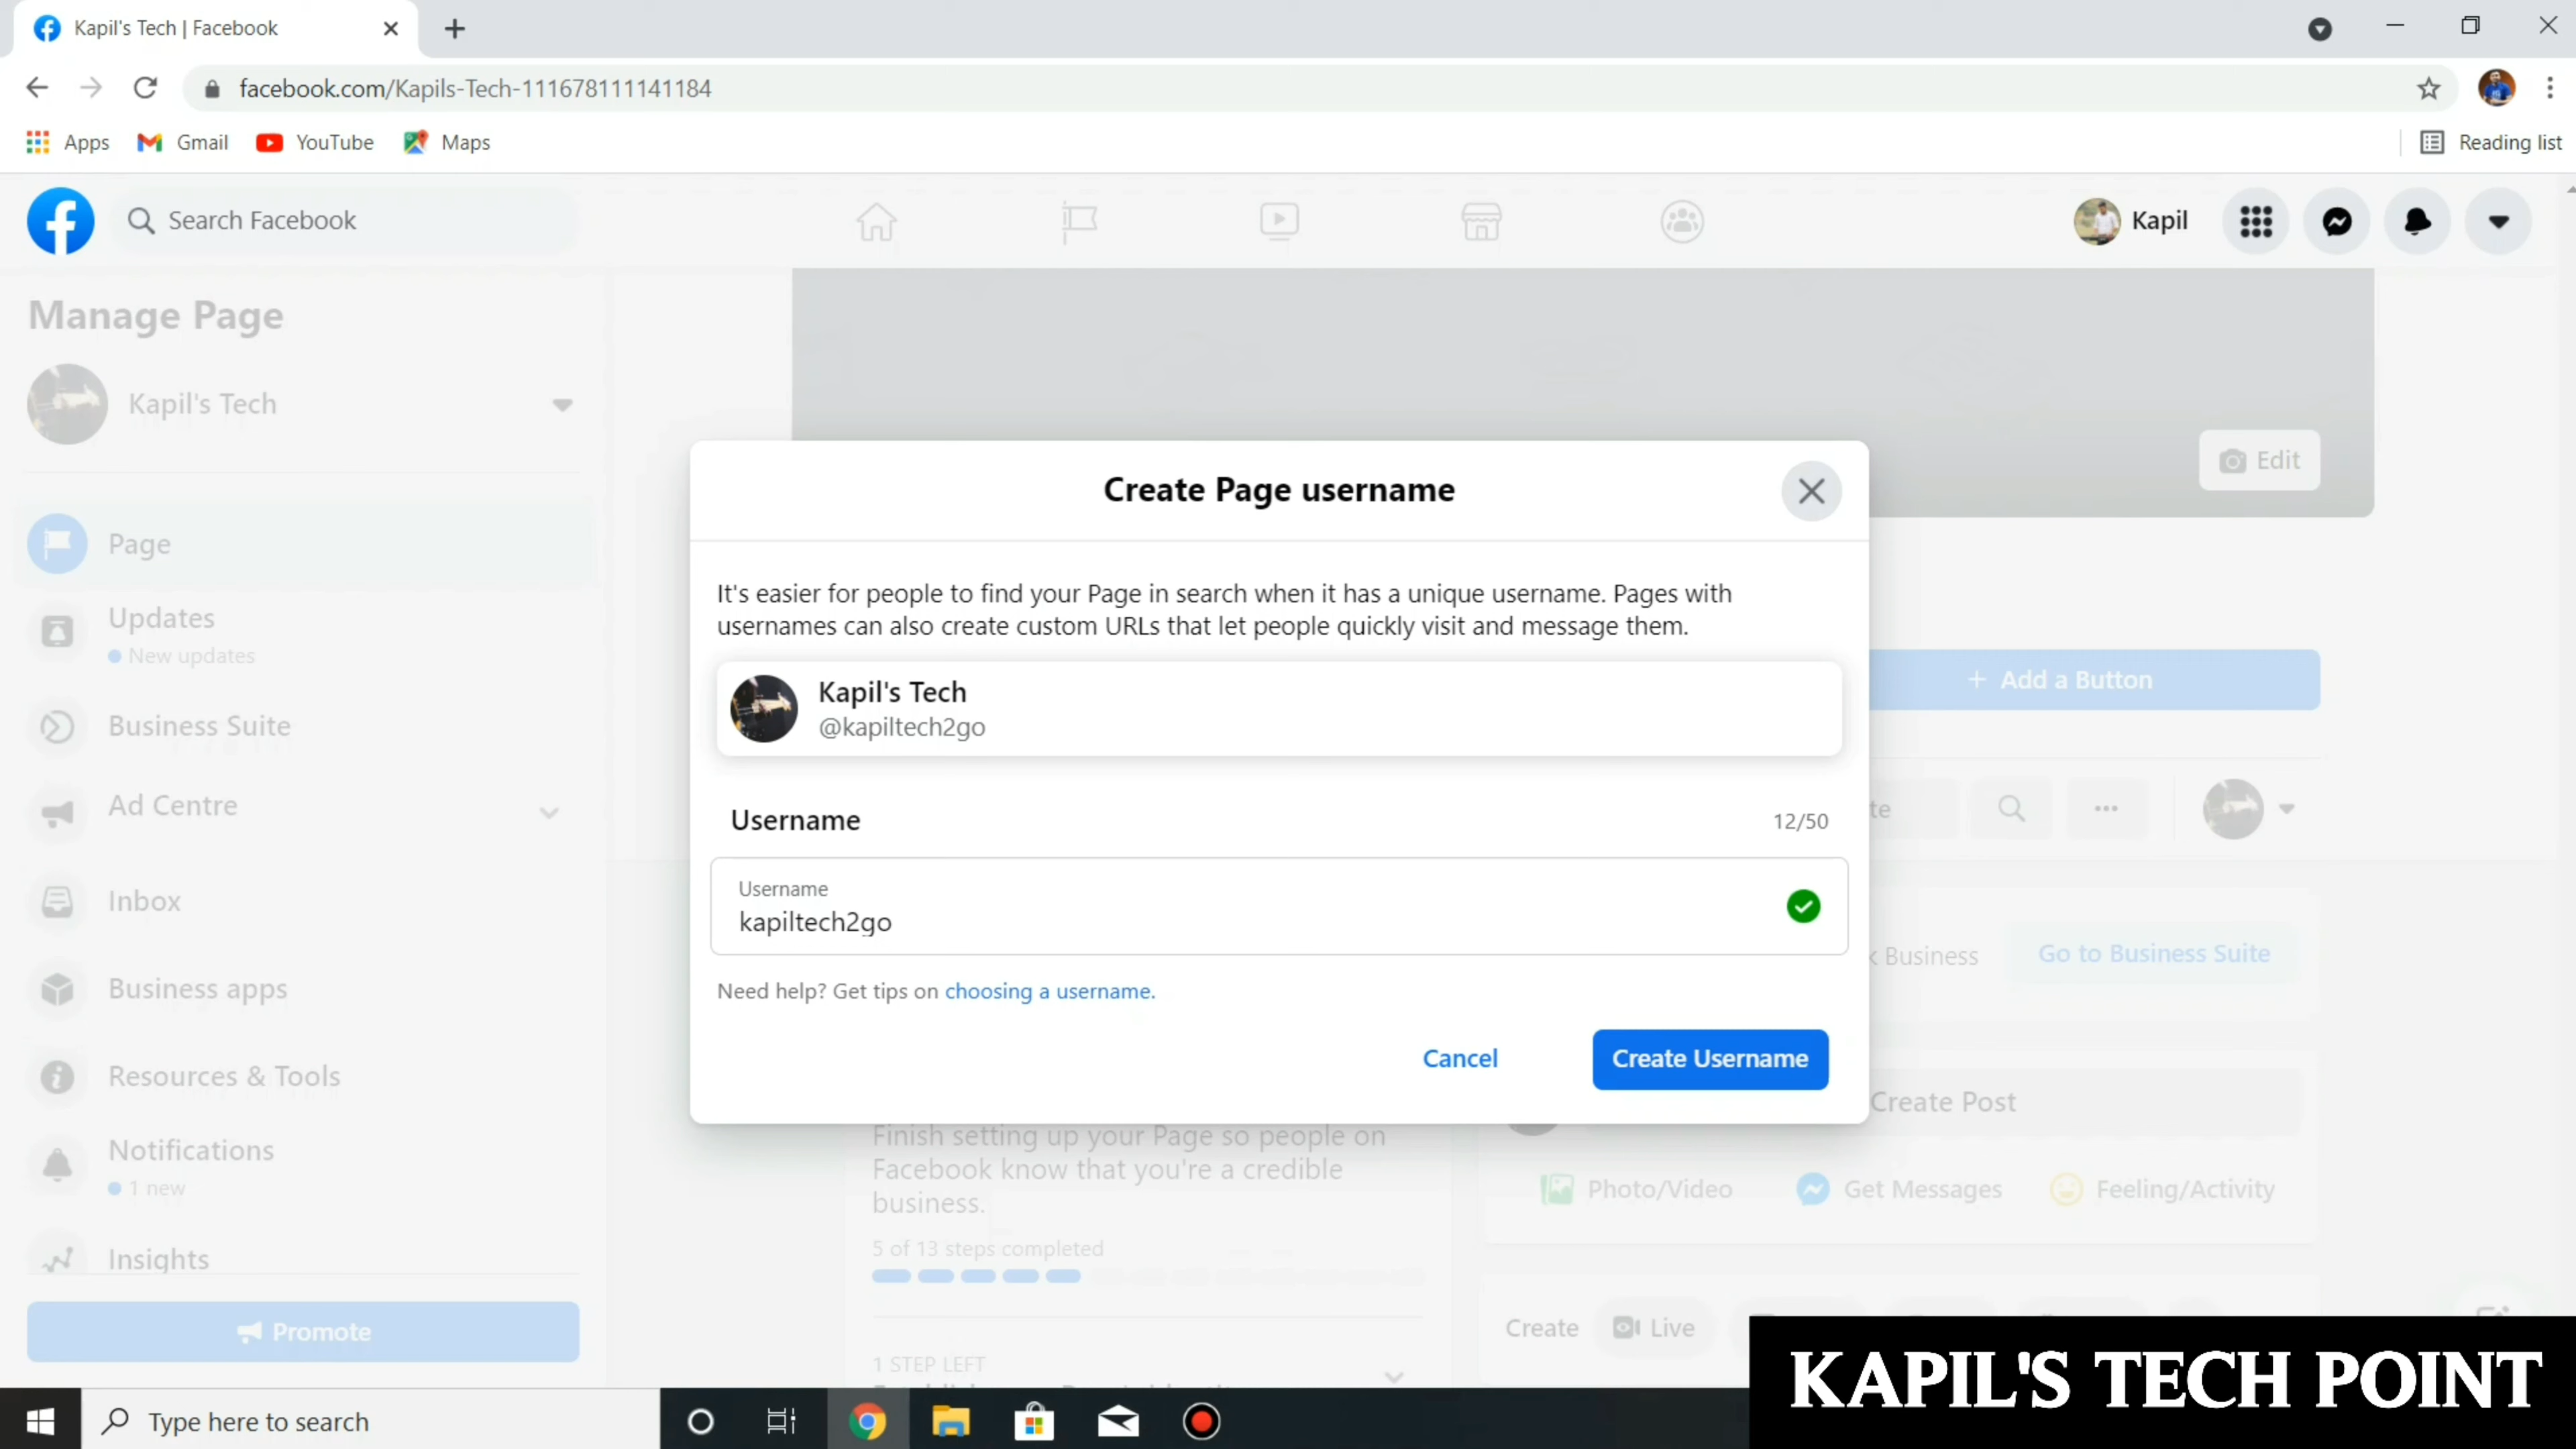 Kapil's Tech | Facebook
facebook.com/Kapils-Tech-111678111141184
Apps
Gmail
YouTube
Maps
Reading list
Search Facebook
Kapil
Manage Page
Kapil's Tech
Page
Updates
New updates
Business Suite
Ad Centre
Inbox
Business apps
Resources & Tools
Notifications
1 new
Insights
Promote
Edit
Create Page username
It's easier for people to find your Page in search when it has a unique username. Pages with
usernames can also create custom URLs that let people quickly visit and message them.
Kapil's Tech
@kapiltech2go
Username
12/50
Username
kapiltech2go
Need help? Get tips on choosing a username.
Cancel
Create Username
+ Add a Button
Business
Go to Business Suite
Create Post
Photo/Video
Get Messages
Feeling/Activity
Finish setting up your Page so people on
Facebook know that you're a credible
business.
5 of 13 steps completed
1 STEP LEFT
Create
Live
KAPIL'S TECH POINT
Type here to search